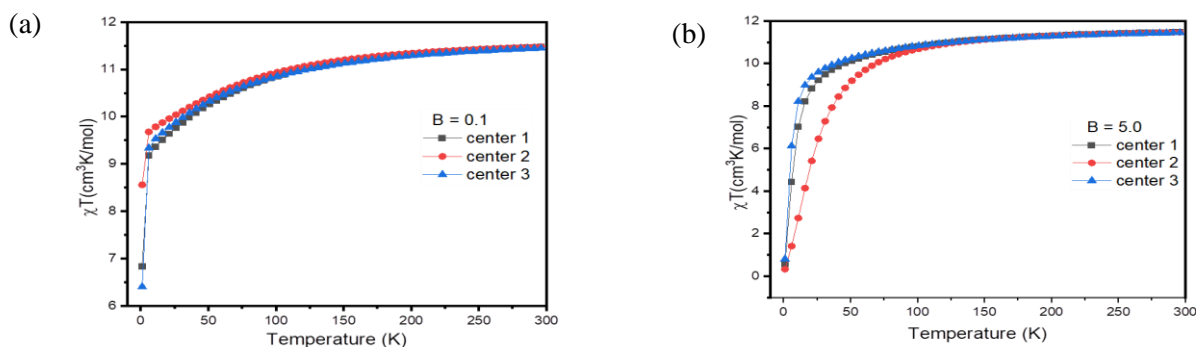 (a)
12
11
10
9
8
7
6
χT(cm³K/mol)
B = 0.1
center 1
center 2
center 3
0 50 100 150 200 250 300
Temperature (K)
(b)
12
10
8
6
4
2
0
χT(cm³K/mol)
B = 5.0
center 1
center 2
center 3
0 50 100 150 200 250 300
Temperature (K)